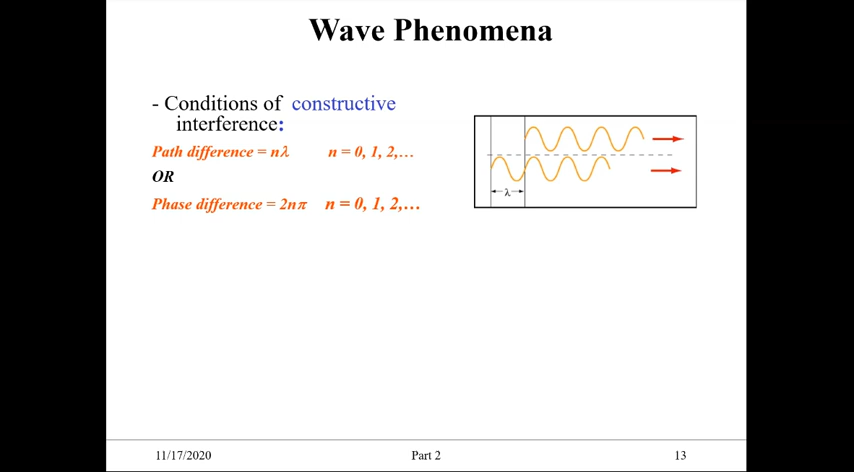 Wave Phenomena
- Conditions of constructive
interference:
Path difference = nλ n = 0, 1, 2,...
OR
Phase difference = 2nπ n = 0, 1, 2,...
λ
11/17/2020 Part 2 13